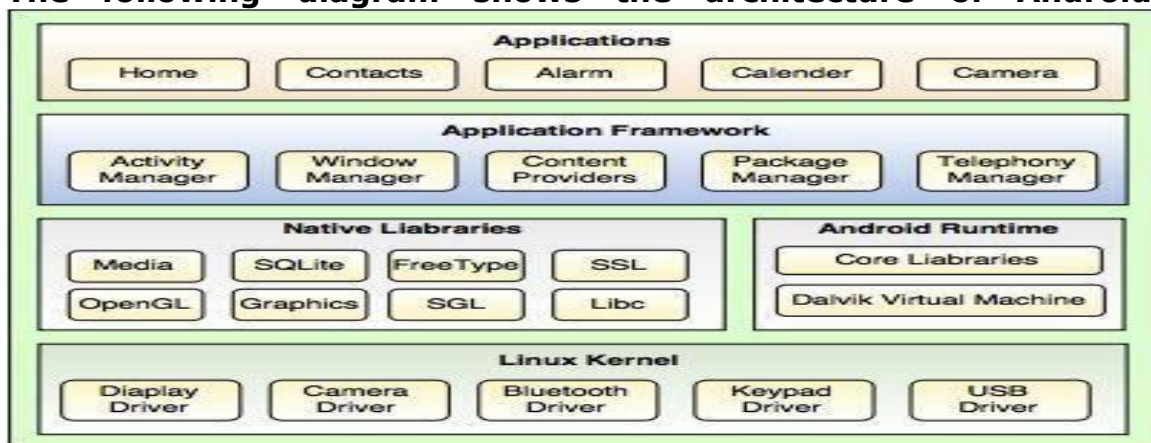 The following diagram shows the architecture of Android
Applications
Home Contacts Alarm Calender Camera
Application Framework
Activity Manager Window Manager Content Providers Package Manager Telephony Manager
Native Liabraries
Media SQLite FreeType SSL
OpenGL Graphics SGL Libc
Android Runtime
Core Liabraries
Dalvik Virtual Machine
Linux Kernel
Diaplay Driver Camera Driver Bluetooth Driver Keypad Driver USB Driver